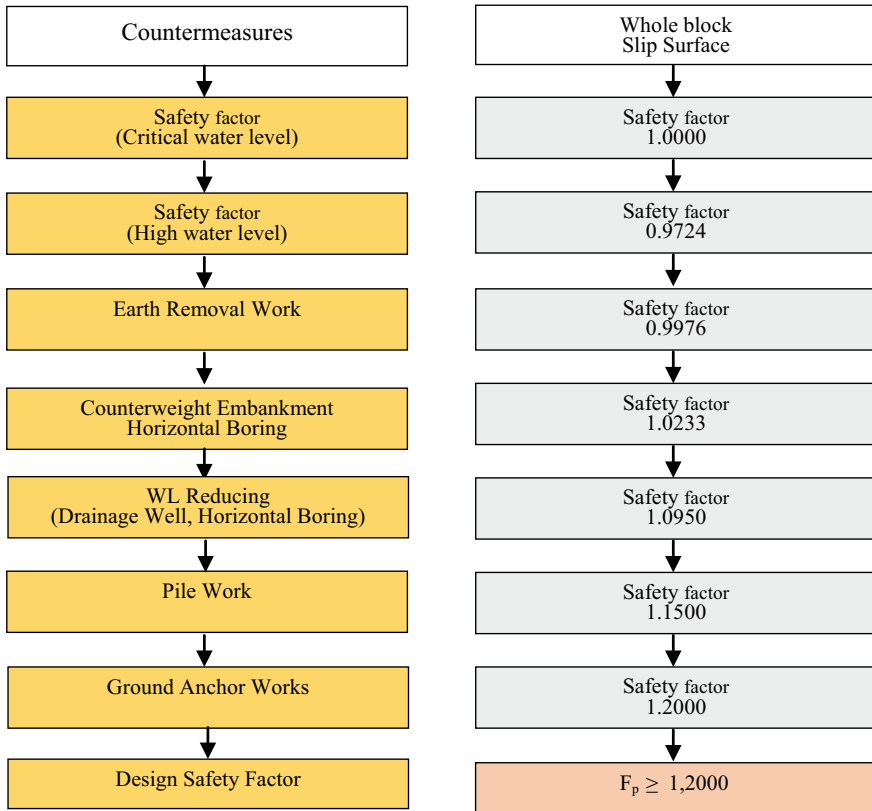 Countermeasures
Safety factor
(Critical water level)
Safety factor
(High water level)
Earth Removal Work
Counterweight Embankment
Horizontal Boring
WL Reducing
(Drainage Well, Horizontal Boring)
Pile Work
Ground Anchor Works
Design Safety Factor
Whole block
Slip Surface
Safety factor
1.0000
Safety factor
0.9724
Safety factor
0.9976
Safety factor
1.0233
Safety factor
1.0950
Safety factor
1.1500
Safety factor
1.2000
Fp ≥ 1,2000